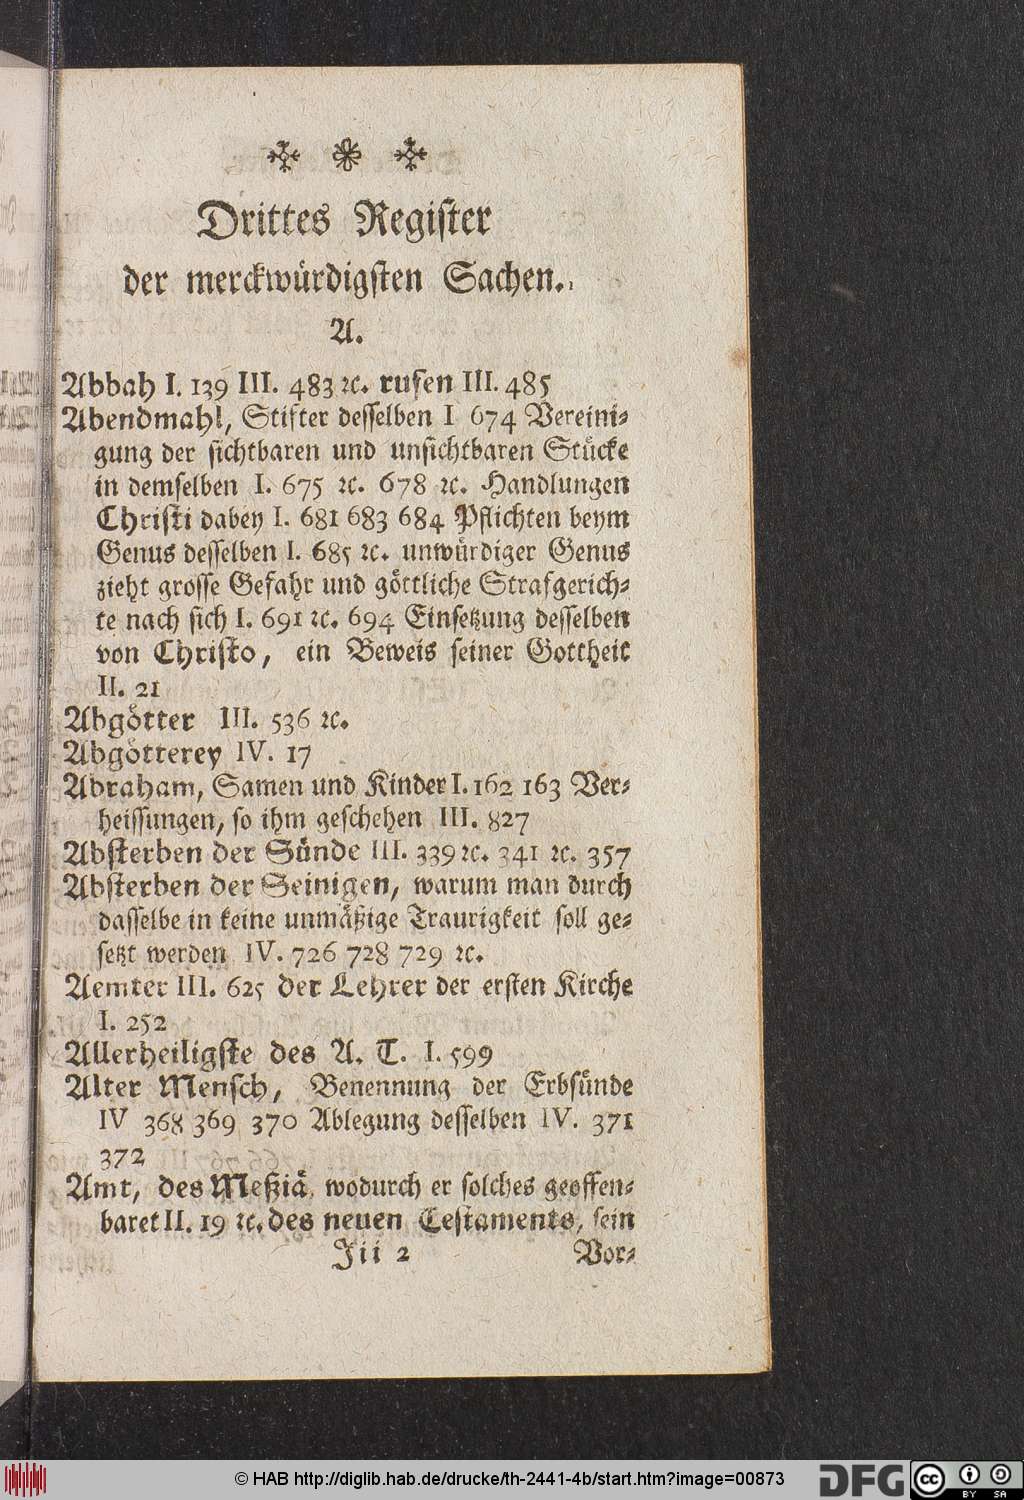 Drittes Register
der merckwürdigsten Sachen.
A.
Abbah I. 139 III. 483 ꝛc. rufen III. 485
Abendmahl, Stifter desselben I 674 Vereini-
gung der sichtbaren und unsichtbaren Stücke
in demselben I. 675 ꝛc. 678 ꝛc. Handlungen
Christi dabey I. 681 683 684 Pflichten beym
Genus desselben I. 685 ꝛc. unwürdiger Genus
zieht grosse Gefahr und göttliche Strafgerich-
te nach sich I. 691 ꝛc. 694 Einsetzung desselben
von Christo, ein Beweis seiner Gottheit
II. 21
Abgötter III. 536 ꝛc.
Abgötterey IV. 17
Abraham, Samen und Kinder I. 162 163 Ver-
heissungen, so ihm geschehen III. 827
Absterben der Sünde III. 339 ꝛc. 341 ꝛc. 357
Absterben der Seinigen, warum man durch
dasselbe in keine unmäßige Traurigkeit soll ge-
setzt werden IV. 726 728 729 ꝛc.
Aemter III. 625 der Lehrer der ersten Kirche
I. 252
Allerheiligste des A. T. I. 599
Alter Mensch, Benennung der Erbsünde
IV 368 369 370 Ablegung desselben IV. 371
372
Amt, des Meßiä, wodurch er solches geoffen-
baret II. 19 ꝛc. des neuen Testaments, sein
Jii 2 Vor-
© HAB http://diglib.hab.de/drucke/th-2441-4b/start.htm?image=00873
DFG
cc BY SA